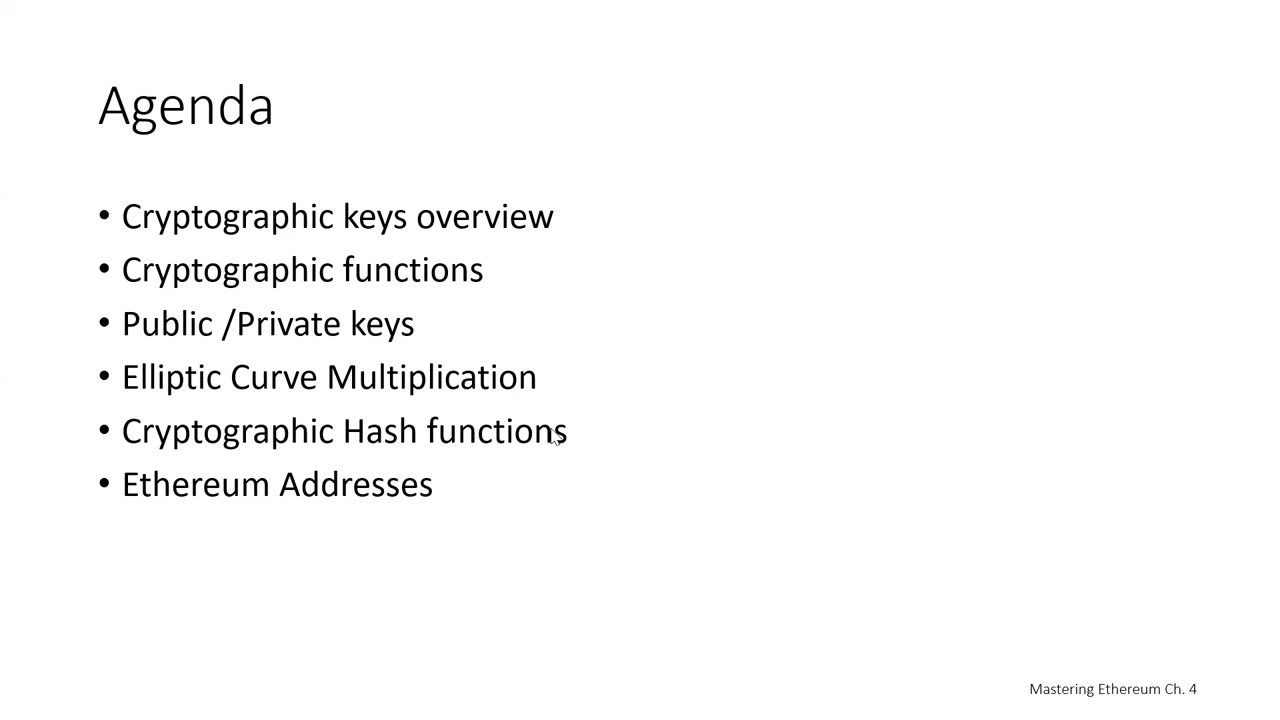 Agenda
• Cryptographic keys overview
• Cryptographic functions
• Public /Private keys
• Elliptic Curve Multiplication
• Cryptographic Hash functions
• Ethereum Addresses
Mastering Ethereum Ch. 4